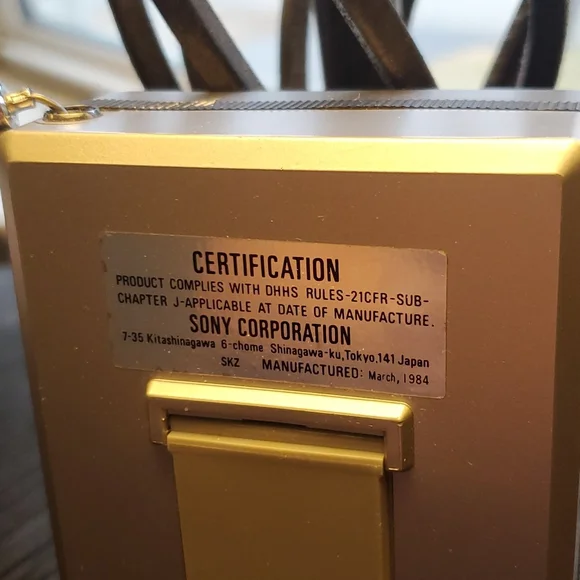 CERTIFICATION
PRODUCT COMPLIES WITH DHHS RULES-21CFR-SUB-
CHAPTER J-APPLICABLE AT DATE OF MANUFACTURE.
SONY CORPORATION
7-35 Kitashinagawa 6-chome Shinagawa-ku,Tokyo,141 Japan
SKZ MANUFACTURED: March, 1984